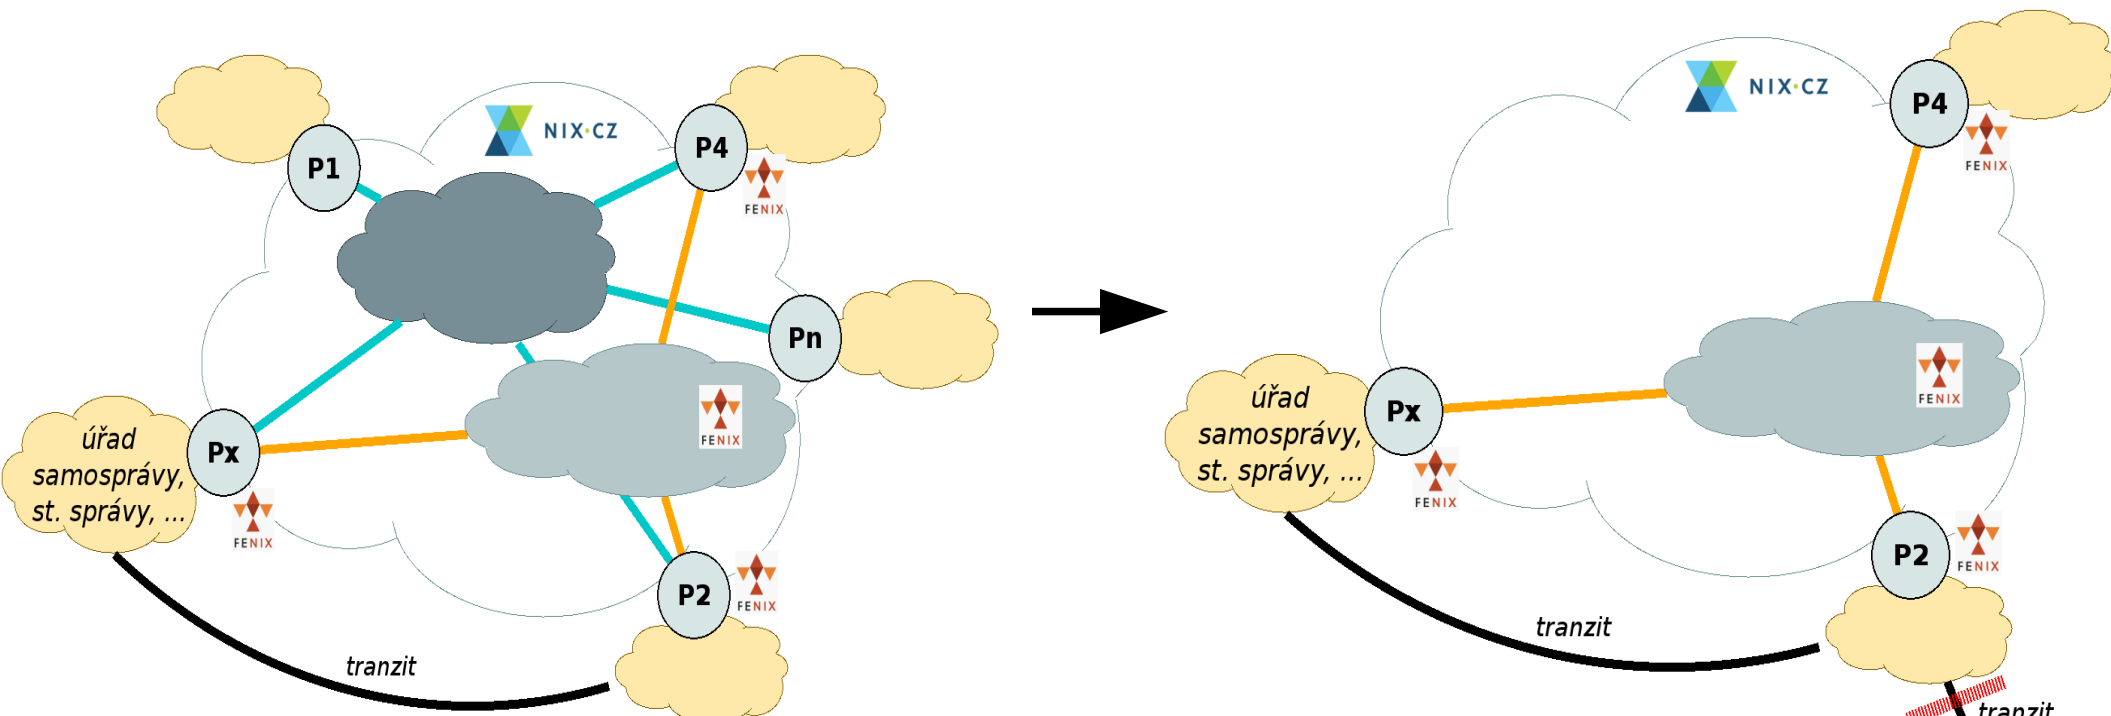 NIX·CZ
P1
P4
FENIX
Pn
FENIX
úřad
samosprávy,
st. správy, ...
Px
FENIX
P2
FENIX
tranzit
NIX·CZ
P4
FENIX
FENIX
úřad
samosprávy,
st. správy, ...
Px
FENIX
P2
FENIX
tranzit
tranzit